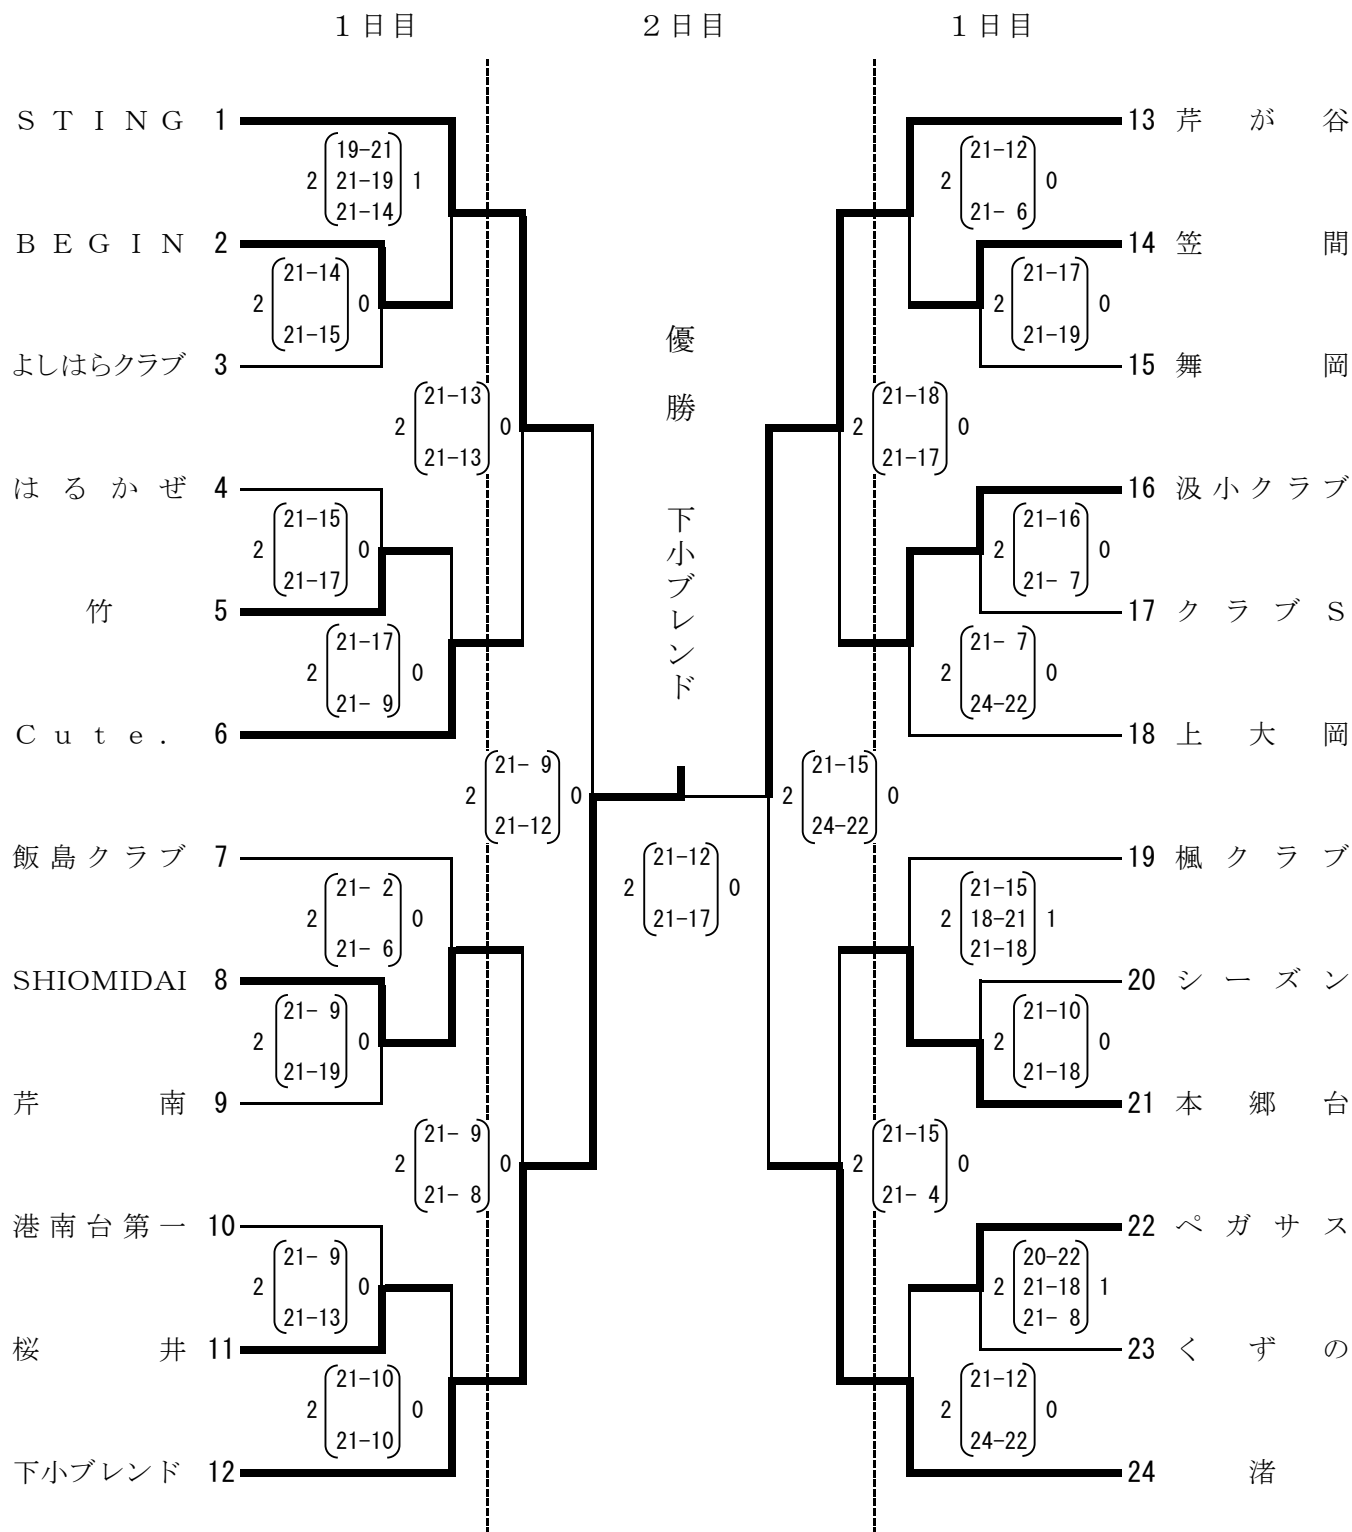 1日目 2日目 1日目
STING 1
19-21
2 21-19 1
21-14
BEGIN 2
21-14
2 0
21-15
よしはらクラブ 3
21-13
2 0
21-13
はるかぜ 4
21-15
2 0
21-17
竹 5
21-17
2 0
21- 9
Cute. 6
21- 9
2 0
21-12
飯島クラブ 7
21- 2
2 0
21- 6
SHIOMIDAI 8
21- 9
2 0
21-19
芹南 9
21- 9
2 0
21- 8
港南台第一 10
21- 9
2 0
21-13
桜井 11
21-10
2 0
21-10
下小ブレンド 12
優勝 下小ブレンド
21-12
2 0
21-17
13 芹が谷
21-12
2 0
21- 6
14 笠間
21-17
2 0
21-19
15 舞岡
21-18
2 0
21-17
16 汲小クラブ
21-16
2 0
21- 7
17 クラブS
21- 7
2 0
24-22
18 上大岡
21-15
2 0
24-22
19 楓クラブ
21-15
2 18-21 1
21-18
20 シーズン
21-10
2 0
21-18
21 本郷台
21-15
2 0
21- 4
22 ペガサス
20-22
2 21-18 1
21- 8
23 くずの
21-12
2 0
24-22
24 渚